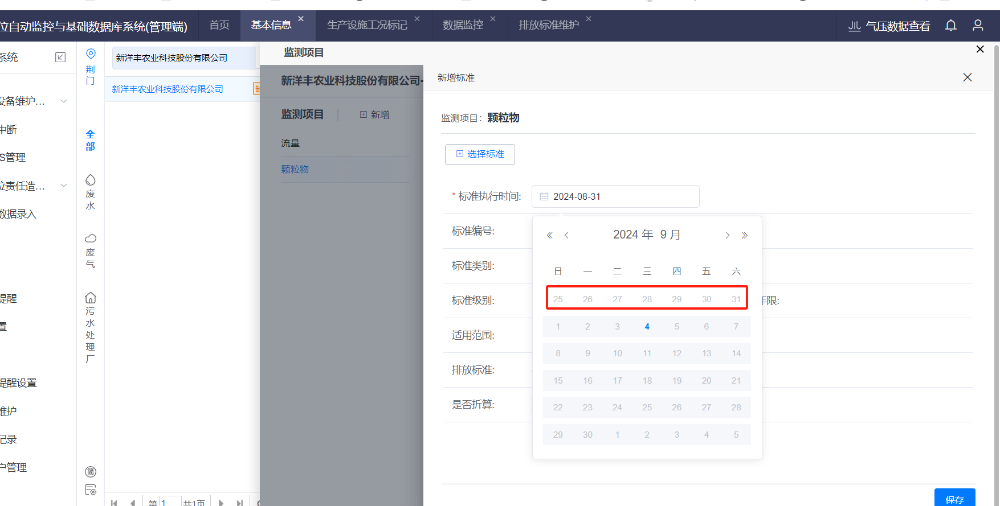 位自动监控与基础数据库系统(管理端)
首页
基本信息
生产设施工况标记
数据监控
排放标准维护
气压数据查看
系统
设备维护...
中断
S管理
位责任造...
数据录入
提醒
置
提醒设置
维护
记录
户管理
荆门
全部
废水
废气
污水处理厂
简
新洋丰农业科技股份有限公司
新洋丰农业科技股份有限公司
第 1 共1页
监测项目
新洋丰农业科技股份有限公司-
监测项目
新增
流量
颗粒物
新增标准
监测项目: 颗粒物
选择标准
* 标准执行时间: 2024-08-31
标准编号:
标准类别:
标准级别:
年限:
适用范围:
排放标准:
是否折算:
2024 年 9 月
日 一 二 三 四 五 六
25 26 27 28 29 30 31
1 2 3 4 5 6 7
8 9 10 11 12 13 14
15 16 17 18 19 20 21
22 23 24 25 26 27 28
29 30 1 2 3 4 5
保存